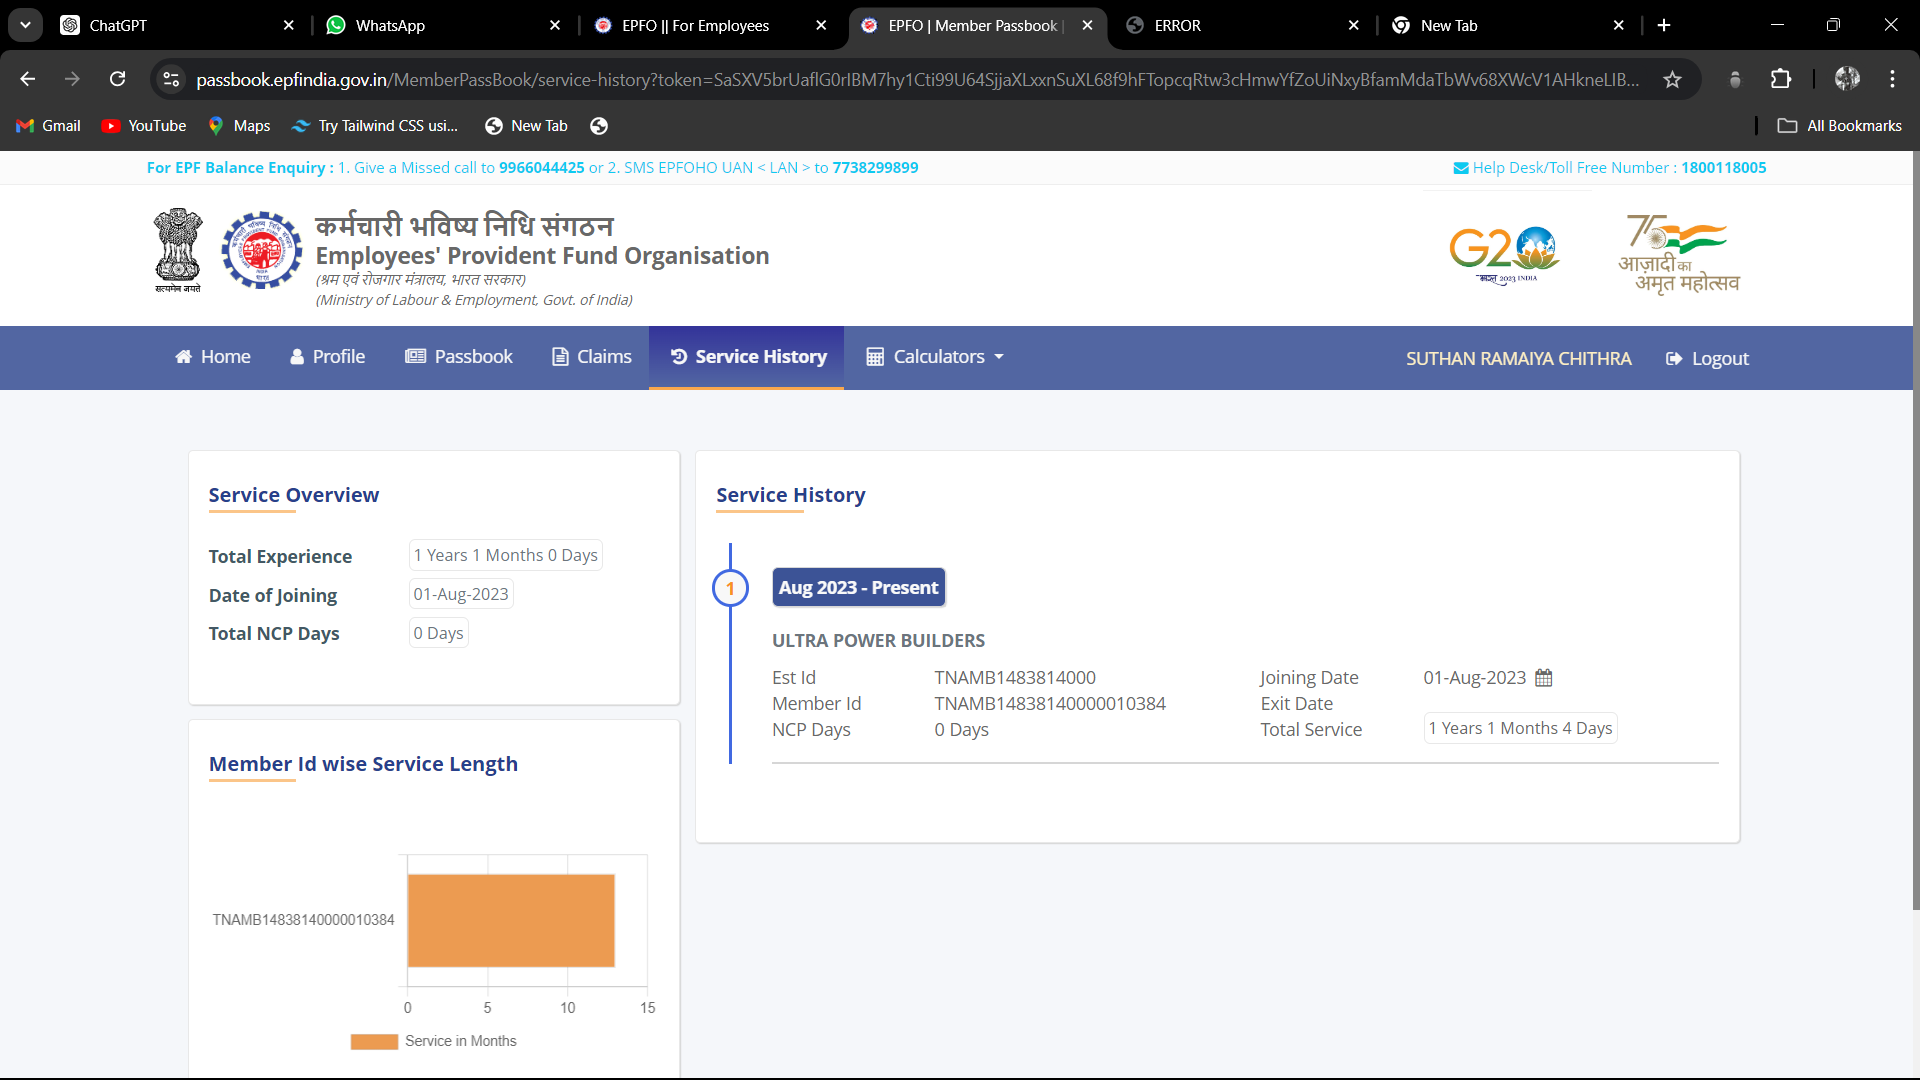 ChatGPT
WhatsApp
EPFO || For Employees
EPFO | Member Passbook |
ERROR
New Tab
passbook.epfindia.gov.in/MemberPassBook/service-history?token=SaSXV5brUaflG0rIBM7hy1Cti99U64SjjaXLxxnSuXL68f9hFTopcqRtw3cHmwYfZoUiNxyBfamMdaTbWv68XWcV1AHkneLIB...
Gmail
YouTube
Maps
Try Tailwind CSS usi...
New Tab
All Bookmarks
For EPF Balance Enquiry : 1. Give a Missed call to 9966044425 or 2. SMS EPFOHO UAN < LAN > to 7738299899
Help Desk/Toll Free Number : 1800118005
कर्मचारी भविष्य निधि संगठन
Employees' Provident Fund Organisation
(श्रम एवं रोजगार मंत्रालय, भारत सरकार)
(Ministry of Labour & Employment, Govt. of India)
सत्यमेव जयते
G20
भारत 2023 INDIA
75
आज़ादी का
अमृत महोत्सव
Home
Profile
Passbook
Claims
Service History
Calculators
SUTHAN RAMAIYA CHITHRA
Logout
Service Overview
Total Experience 1 Years 1 Months 0 Days
Date of Joining 01-Aug-2023
Total NCP Days 0 Days
Member Id wise Service Length
TNAMB14838140000010384
0 5 10 15
Service in Months
Service History
1
Aug 2023 - Present
ULTRA POWER BUILDERS
Est Id TNAMB1483814000 Joining Date 01-Aug-2023
Member Id TNAMB14838140000010384 Exit Date
NCP Days 0 Days Total Service 1 Years 1 Months 4 Days